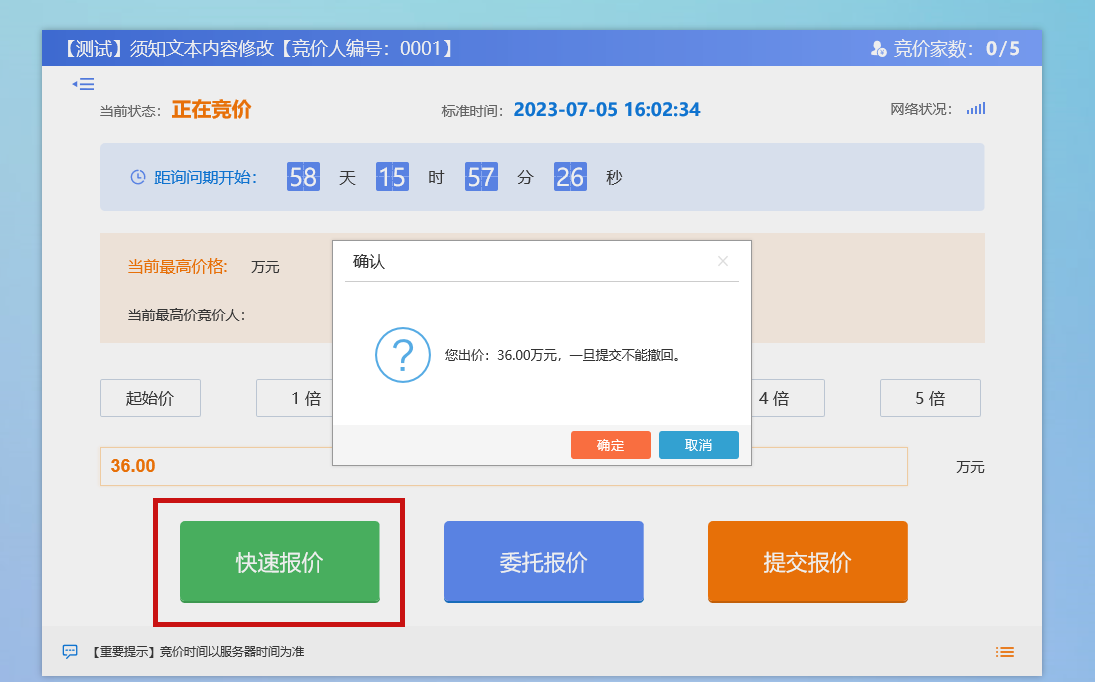 【测试】须知文本内容修改【竞价人编号：0001】 竞价家数：0/5
当前状态： 正在竞价 标准时间： 2023-07-05 16:02:34 网络状况：
距询问期开始： 58 天 15 时 57 分 26 秒
当前最高价格: 万元
当前最高价竞价人：
确认
?
您出价：36.00万元，一旦提交不能撤回。
确定 取消
起始价 1 倍 4 倍 5 倍
36.00 万元
快速报价 委托报价 提交报价
【重要提示】竞价时间以服务器时间为准